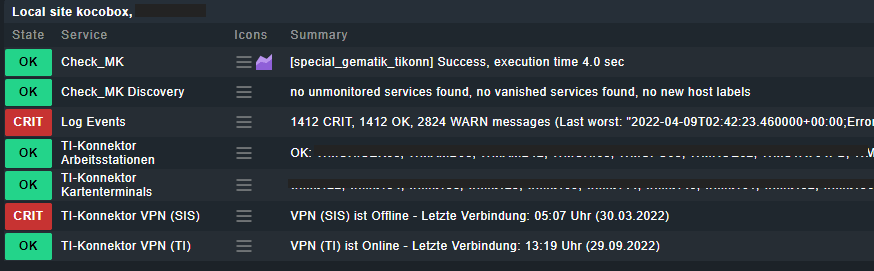 Local site kocobox,
State Service Icons Summary
OK Check_MK [special_gematik_tikonn] Success, execution time 4.0 sec
OK Check_MK Discovery no unmonitored services found, no vanished services found, no new host labels
CRIT Log Events 1412 CRIT, 1412 OK, 2824 WARN messages (Last worst: "2022-04-09T02:42:23.460000+00:00;Error
OK TI-Konnektor Arbeitsstationen OK:
OK TI-Konnektor Kartenterminals
CRIT TI-Konnektor VPN (SIS) VPN (SIS) ist Offline - Letzte Verbindung: 05:07 Uhr (30.03.2022)
OK TI-Konnektor VPN (TI) VPN (TI) ist Online - Letzte Verbindung: 13:19 Uhr (29.09.2022)